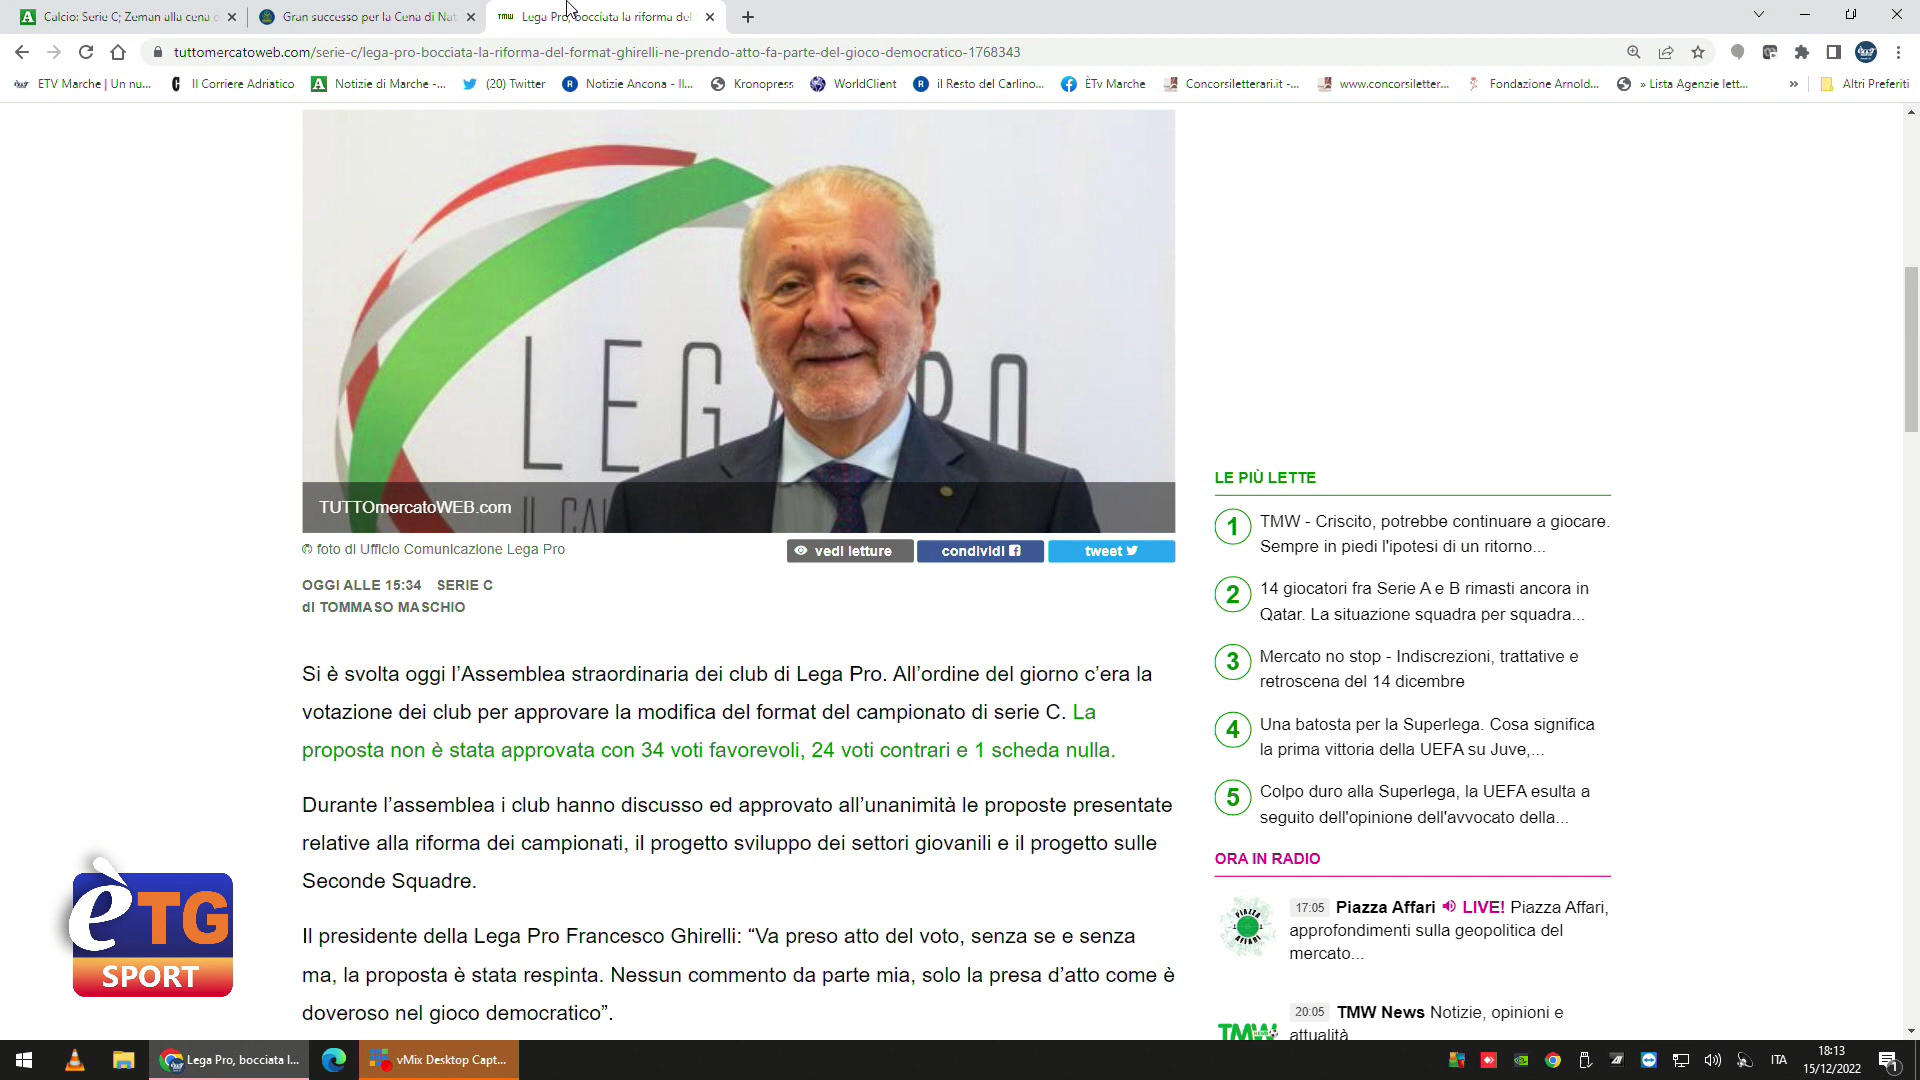 Calcio: Serie C; Zeman alla cena
Gran successo per la Cena di Nat
TMW Lega Pro, bocciata la riforma del
tuttomercatoweb.com/serie-c/lega-pro-bocciata-la-riforma-del-format-ghirelli-ne-prendo-atto-fa-parte-del-gioco-democratico-1768343
ETV Marche | Un nu... Il Corriere Adriatico Notizie di Marche -... (20) Twitter Notizie Ancona - Il... Kronopress WorldClient il Resto del Carlino... ÈTv Marche Concorsiletterari.it -... www.concorsiletter... Fondazione Arnold... » Lista Agenzie lett... » Altri Preferiti
LEGA PRO
IL CAL
TUTTOmercatoWEB.com
© foto di Ufficio Comunicazione Lega Pro
vedi letture condividi tweet
OGGI ALLE 15:34 SERIE C
di TOMMASO MASCHIO
Si è svolta oggi l’Assemblea straordinaria dei club di Lega Pro. All’ordine del giorno c’era la
votazione dei club per approvare la modifica del format del campionato di serie C. La
proposta non è stata approvata con 34 voti favorevoli, 24 voti contrari e 1 scheda nulla.
Durante l’assemblea i club hanno discusso ed approvato all’unanimità le proposte presentate
relative alla riforma dei campionati, il progetto sviluppo dei settori giovanili e il progetto sulle
Seconde Squadre.
Il presidente della Lega Pro Francesco Ghirelli: “Va preso atto del voto, senza se e senza
ma, la proposta è stata respinta. Nessun commento da parte mia, solo la presa d’atto come è
doveroso nel gioco democratico”.
LE PIÙ LETTE
1 TMW - Criscito, potrebbe continuare a giocare.
Sempre in piedi l'ipotesi di un ritorno...
2 14 giocatori fra Serie A e B rimasti ancora in
Qatar. La situazione squadra per squadra...
3 Mercato no stop - Indiscrezioni, trattative e
retroscena del 14 dicembre
4 Una batosta per la Superlega. Cosa significa
la prima vittoria della UEFA su Juve,...
5 Colpo duro alla Superlega, la UEFA esulta a
seguito dell'opinione dell'avvocato della...
ORA IN RADIO
PIAZZA
AFFARI
17:05 Piazza Affari LIVE! Piazza Affari,
approfondimenti sulla geopolitica del
mercato...
TMW NEWS
20:05 TMW News Notizie, opinioni e
attualità
èTG
SPORT
Lega Pro, bocciata l...
vMix Desktop Capt...
ITA
18:13
15/12/2022
1